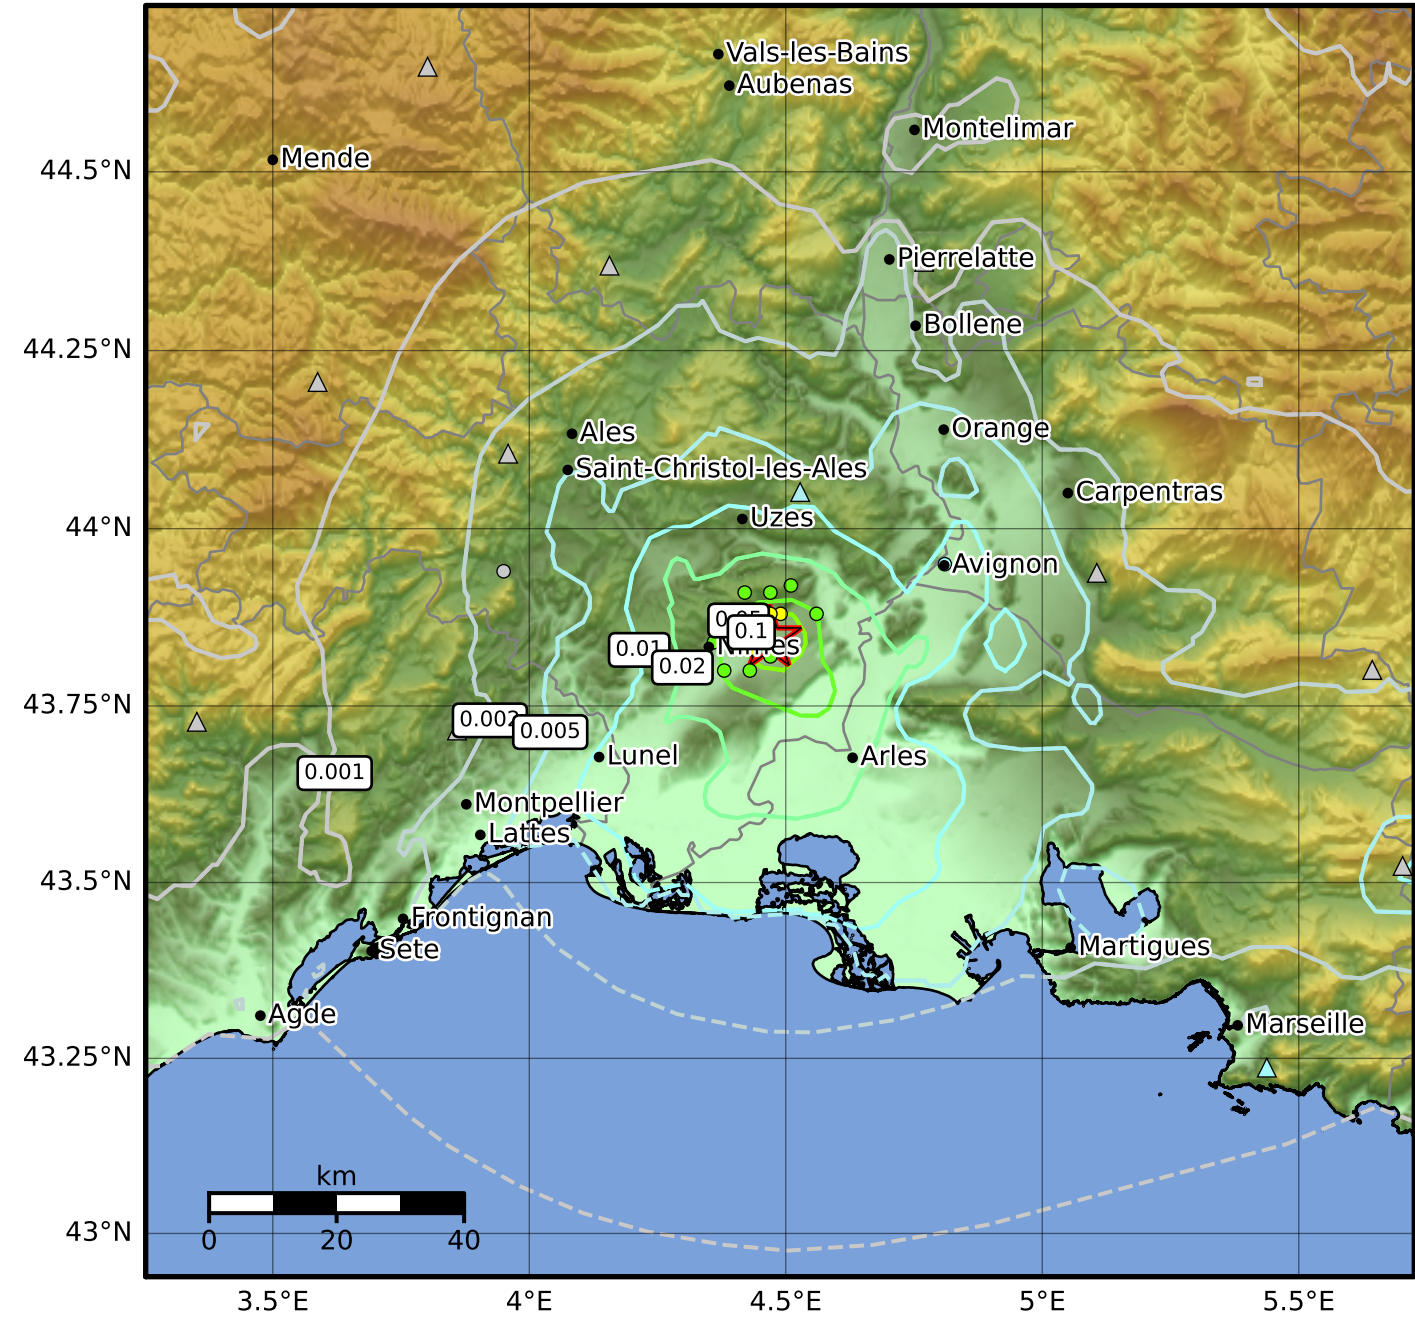 Vals-les-Bains
Aubenas
Montelimar
Mende
44.5°N
Pierrelatte
Bollene
44.25°N
Ales
Orange
Saint-Christol-les-Ales
Carpentras
Uzes
44°N
Avignon
0.1
0.01
Nimes
0.02
43.75°N
0.002
0.005
Lunel
Arles
0.001
Montpellier
Lattes
43.5°N
Frontignan
Sete
Martigues
Agde
Marseille
43.25°N
km
43°N
0 20 40
3.5°E 4°E 4.5°E 5°E 5.5°E